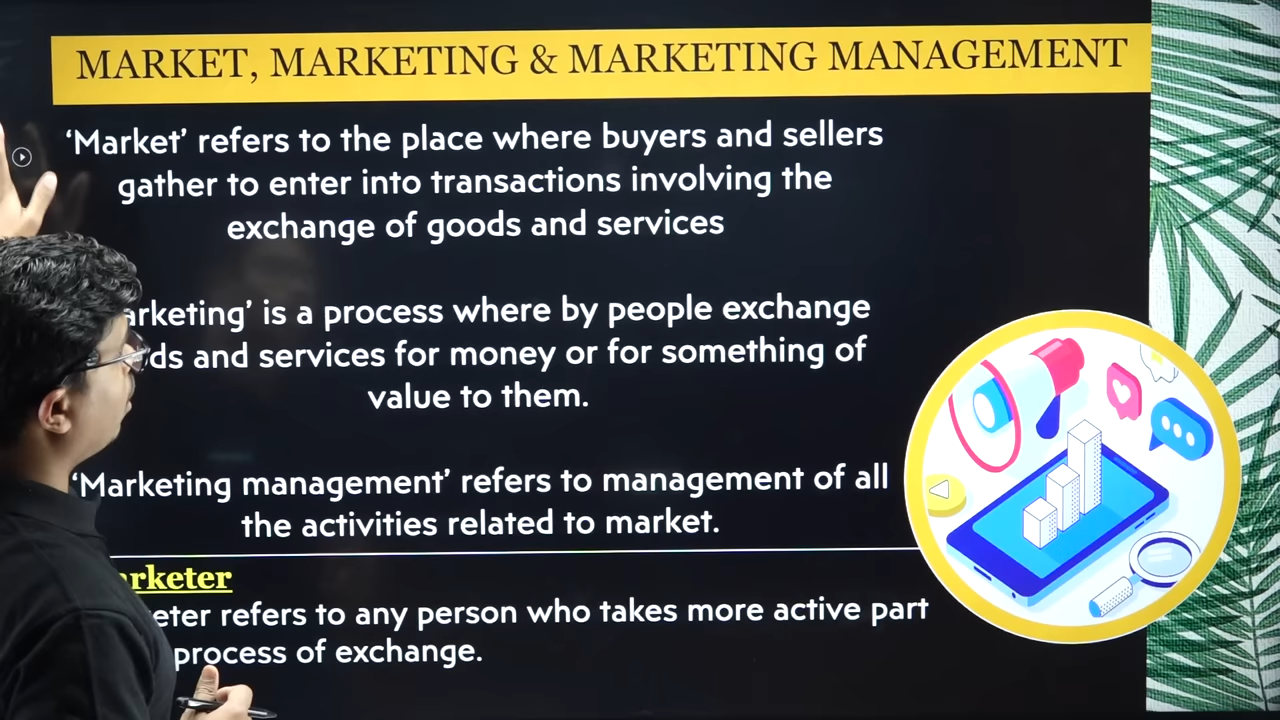 MARKET, MARKETING & MARKETING MANAGEMENT
‘Market’ refers to the place where buyers and sellers
gather to enter into transactions involving the
exchange of goods and services
arketing’ is a process where by people exchange
ds and services for money or for something of
value to them.
‘Marketing management’ refers to management of all
the activities related to market.
arketer
eter refers to any person who takes more active part
process of exchange.